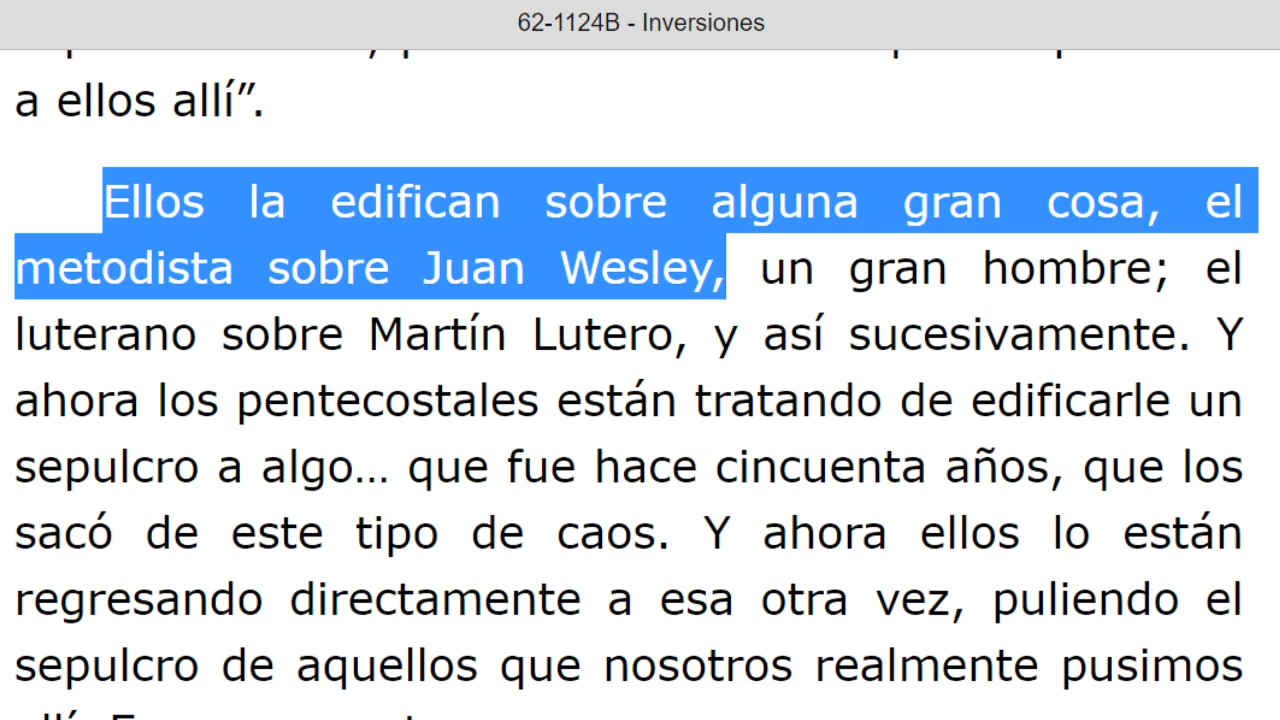 62-1124B - Inversiones
a ellos allí”.
Ellos la edifican sobre alguna gran cosa, el
metodista sobre Juan Wesley, un gran hombre; el
luterano sobre Martín Lutero, y así sucesivamente. Y
ahora los pentecostales están tratando de edificarle un
sepulcro a algo… que fue hace cincuenta años, que los
sacó de este tipo de caos. Y ahora ellos lo están
regresando directamente a esa otra vez, puliendo el
sepulcro de aquellos que nosotros realmente pusimos